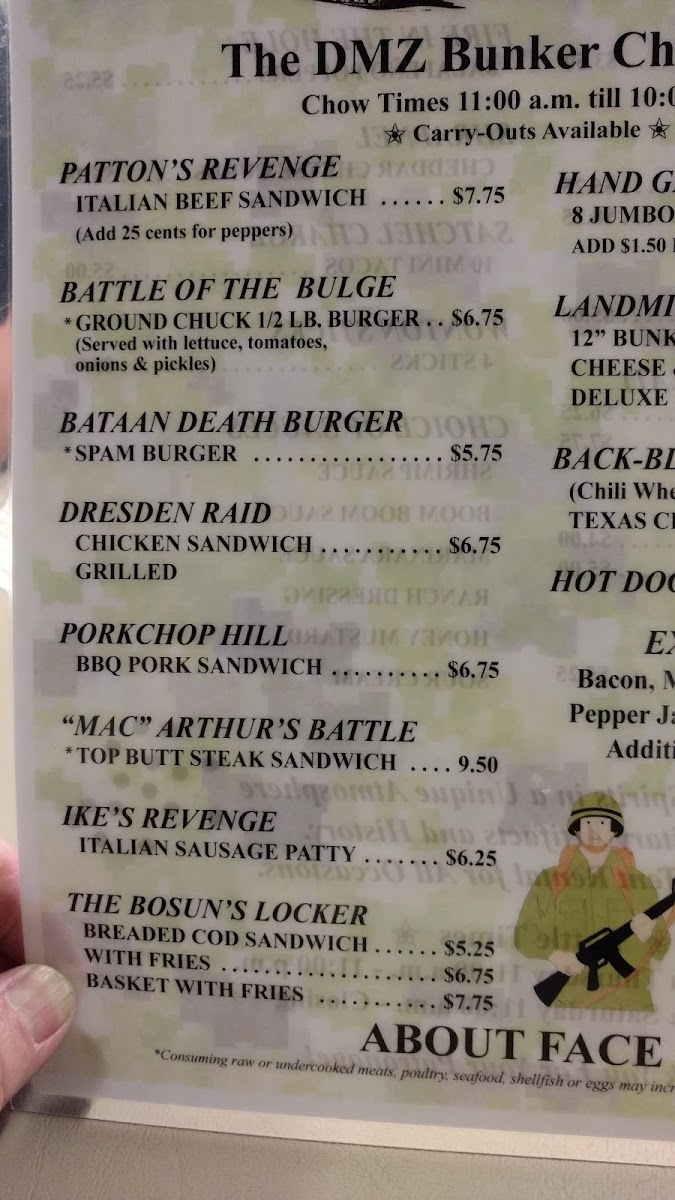 The DMZ Bunker Ch
Chow Times 11:00 a.m. till 10:0
Carry-Outs Available
PATTON'S REVENGE
ITALIAN BEEF SANDWICH ...... $7.75
(Add 25 cents for peppers)
BATTLE OF THE BULGE
*GROUND CHUCK 1/2 LB. BURGER . . $6.75
(Served with lettuce, tomatoes,
onions & pickles)
BATAAN DEATH BURGER
*SPAM BURGER ................. $5.75
DRESDEN RAID
CHICKEN SANDWICH ........... $6.75
GRILLED
PORKCHOP HILL
BBQ PORK SANDWICH .......... $6.75
"MAC" ARTHUR'S BATTLE
*TOP BUTT STEAK SANDWICH .... 9.50
IKE'S REVENGE
ITALIAN SAUSAGE PATTY ....... $6.25
THE BOSUN'S LOCKER
BREADED COD SANDWICH ...... $5.25
WITH FRIES ...................... $6.75
BASKET WITH FRIES ........... $7.75
HAND G
8 JUMBO
ADD $1.50
LANDMI
12” BUNK
CHEESE
DELUXE
BACK-BL
(Chili Whe
TEXAS C
HOT DOG
EX
Bacon, M
Pepper Ja
Additi
ABOUT FACE
*Consuming raw or undercooked meats, poultry, seafood, shellfish or eggs may incr